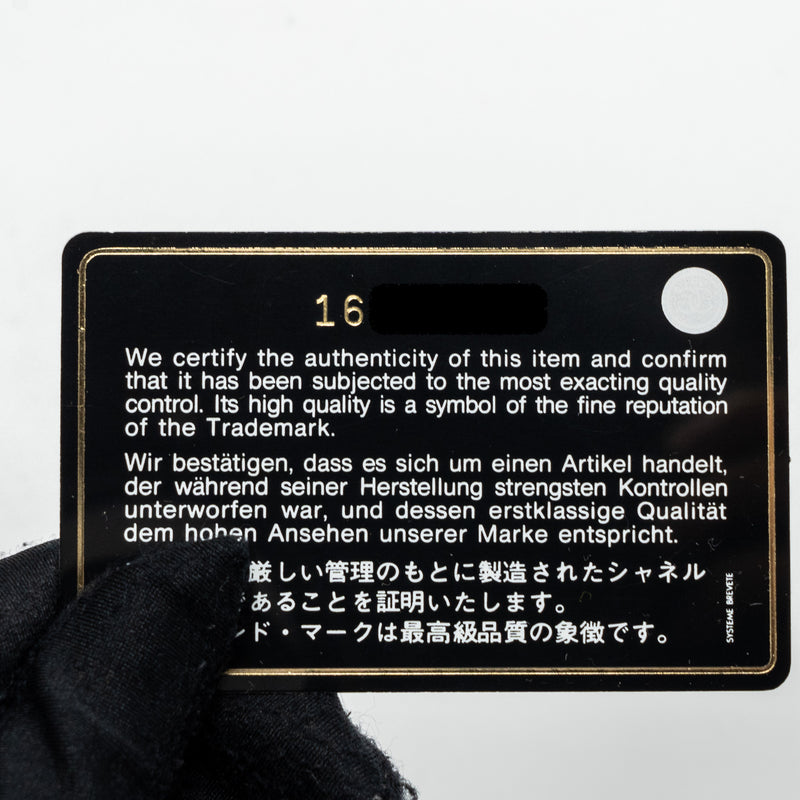 16
We certify the authenticity of this item and confirm
that it has been subjected to the most exacting quality
control. Its high quality is a symbol of the fine reputation
of the Trademark.
Wir bestätigen, dass es sich um einen Artikel handelt,
der während seiner Herstellung strengsten Kontrollen
unterworfen war, und dessen erstklassige Qualität
dem hohen Ansehen unserer Marke entspricht.
厳しい管理のもとに製造されたシャネル
であることを証明いたします。
ンド・マークは最高級品質の象徴です。
SYSTEME BREVETE